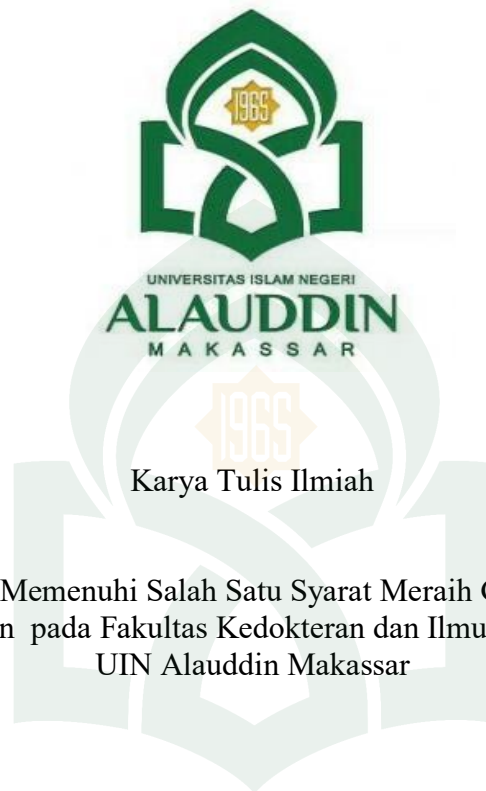 1965
UNIVERSITAS ISLAM NEGERI
ALAUDDIN
MAKASSAR
1965
Karya Tulis Ilmiah
Memenuhi Salah Satu Syarat Meraih
pada Fakultas Kedokteran dan Ilmu
UIN Alauddin Makassar